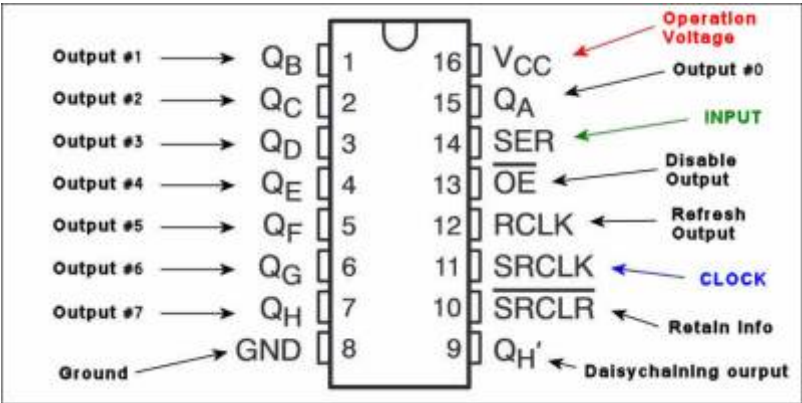 Operation
Voltage
Output #1 QB 1 16 VCC
Output #0
Output #2 QC 2 15 QA
INPUT
Output #3 QD 3 14 SER
Disable
Output
Output #4 QE 4 13 OE
Refresh
Output
Output #5 QF 5 12 RCLK
Output #6 QG 6 11 SRCLK
CLOCK
Output #7 QH 7 10 SRCLR
Retain Info
GND 8 9 QH'
Ground
Daisychaining ourput